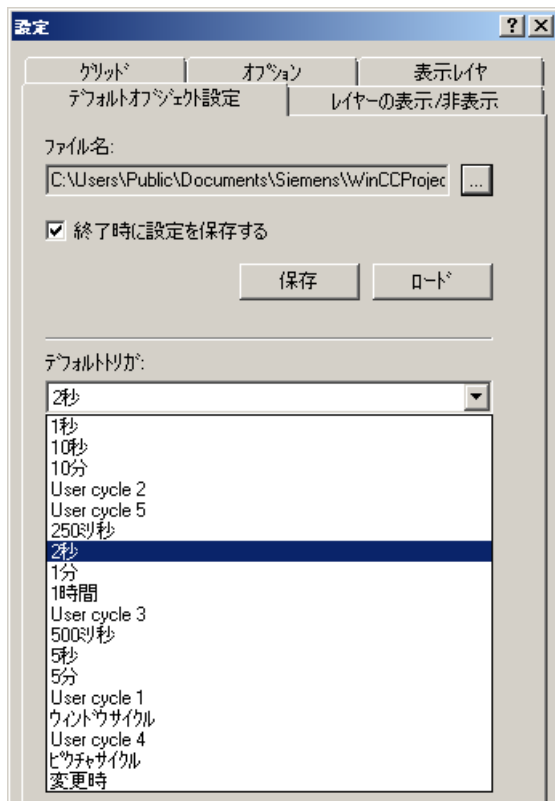 設定
グリッド オプション 表示レイヤ
デフォルトオブジェクト設定 レイヤーの表示/非表示
ファイル名:
C:\Users\Public\Documents\Siemens\WinCCProjec ...
終了時に設定を保存する
保存 ロード
デフォルトトリガ:
2秒
1秒
10秒
10分
User cycle 2
User cycle 5
250ミリ秒
2秒
1分
1時間
User cycle 3
500ミリ秒
5秒
5分
User cycle 1
ウィンドウサイクル
User cycle 4
ピクチャサイクル
変更時